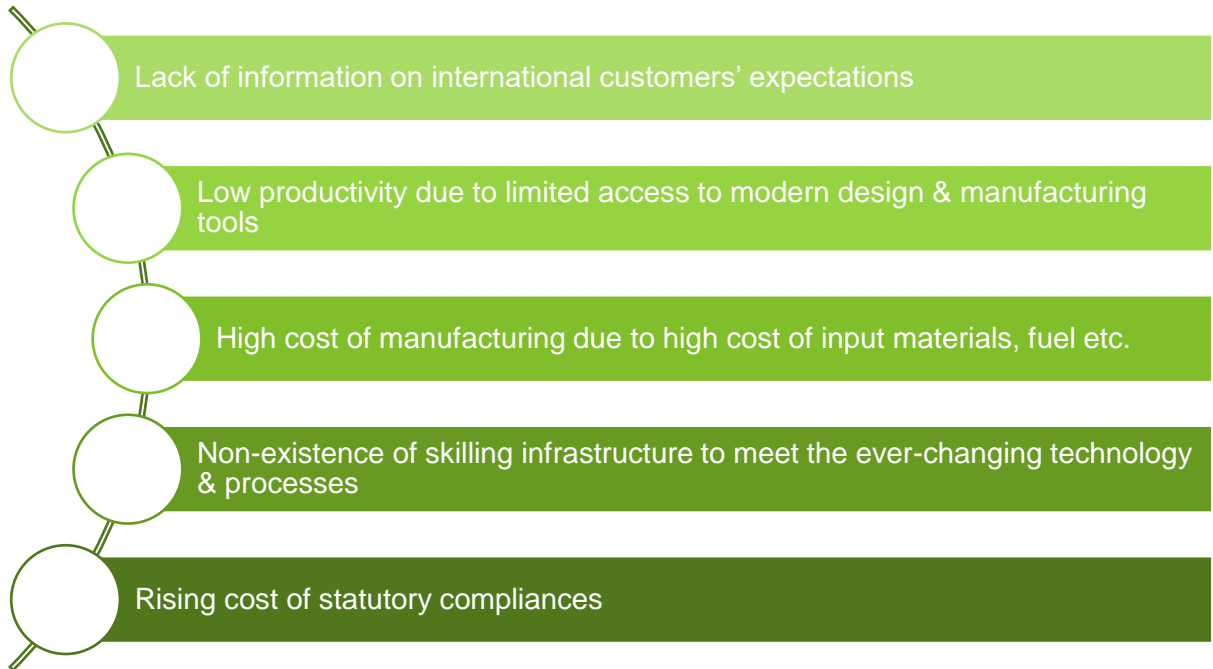 Lack of information on international customers’ expectations
Low productivity due to limited access to modern design & manufacturing
tools
High cost of manufacturing due to high cost of input materials, fuel etc.
Non-existence of skilling infrastructure to meet the ever-changing technology
& processes
Rising cost of statutory compliances